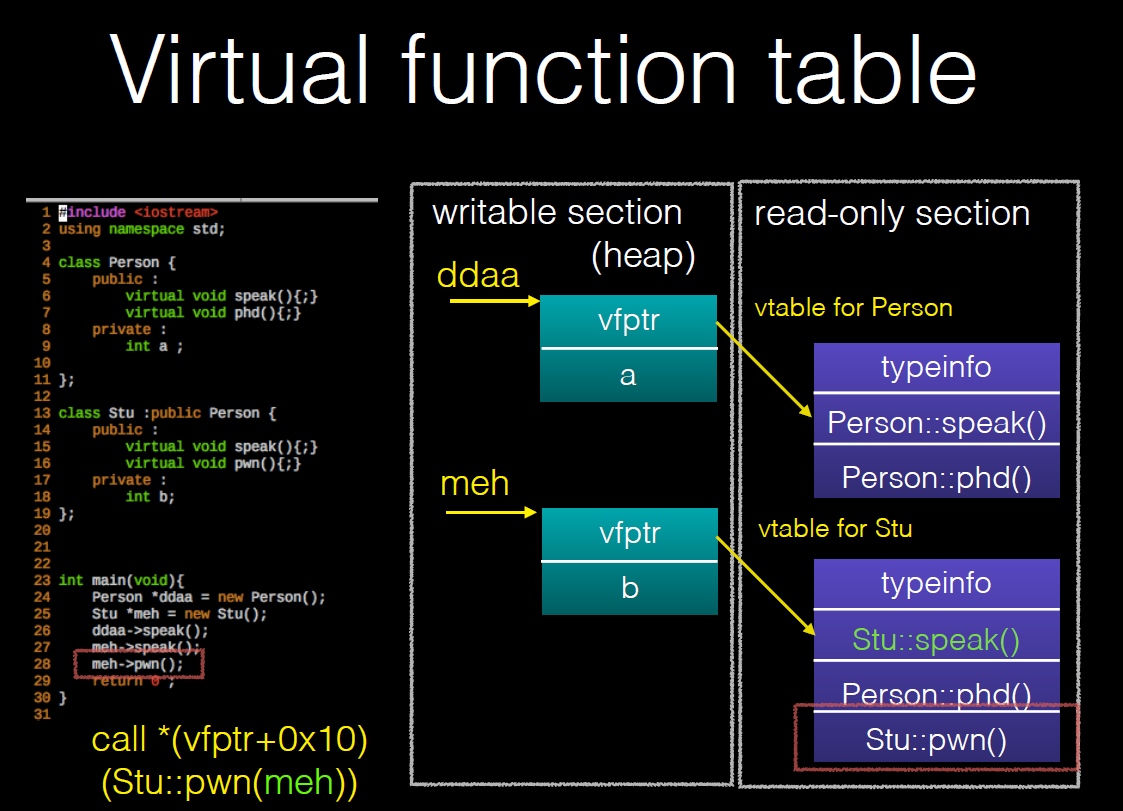 Virtual function table
1 #include <iostream>
2 using namespace std;
3
4 class Person {
5     public :
6         virtual void speak(){;}
7         virtual void phd(){;}
8     private :
9         int a ;
10
11 };
12
13 class Stu :public Person {
14     public :
15         virtual void speak(){;}
16         virtual void pwn(){;}
17     private :
18         int b;
19 };
20
21
22
23 int main(void){
24     Person *ddaa = new Person();
25     Stu *meh = new Stu();
26     ddaa->speak();
27     meh->speak();
28     meh->pwn();
29     return 0 ;
30 }
31
call *(vfptr+0x10)
(Stu::pwn(meh))
writable section
(heap)
ddaa
vfptr
a
meh
vfptr
b
read-only section
vtable for Person
typeinfo
Person::speak()
Person::phd()
vtable for Stu
typeinfo
Stu::speak()
Person::phd()
Stu::pwn()